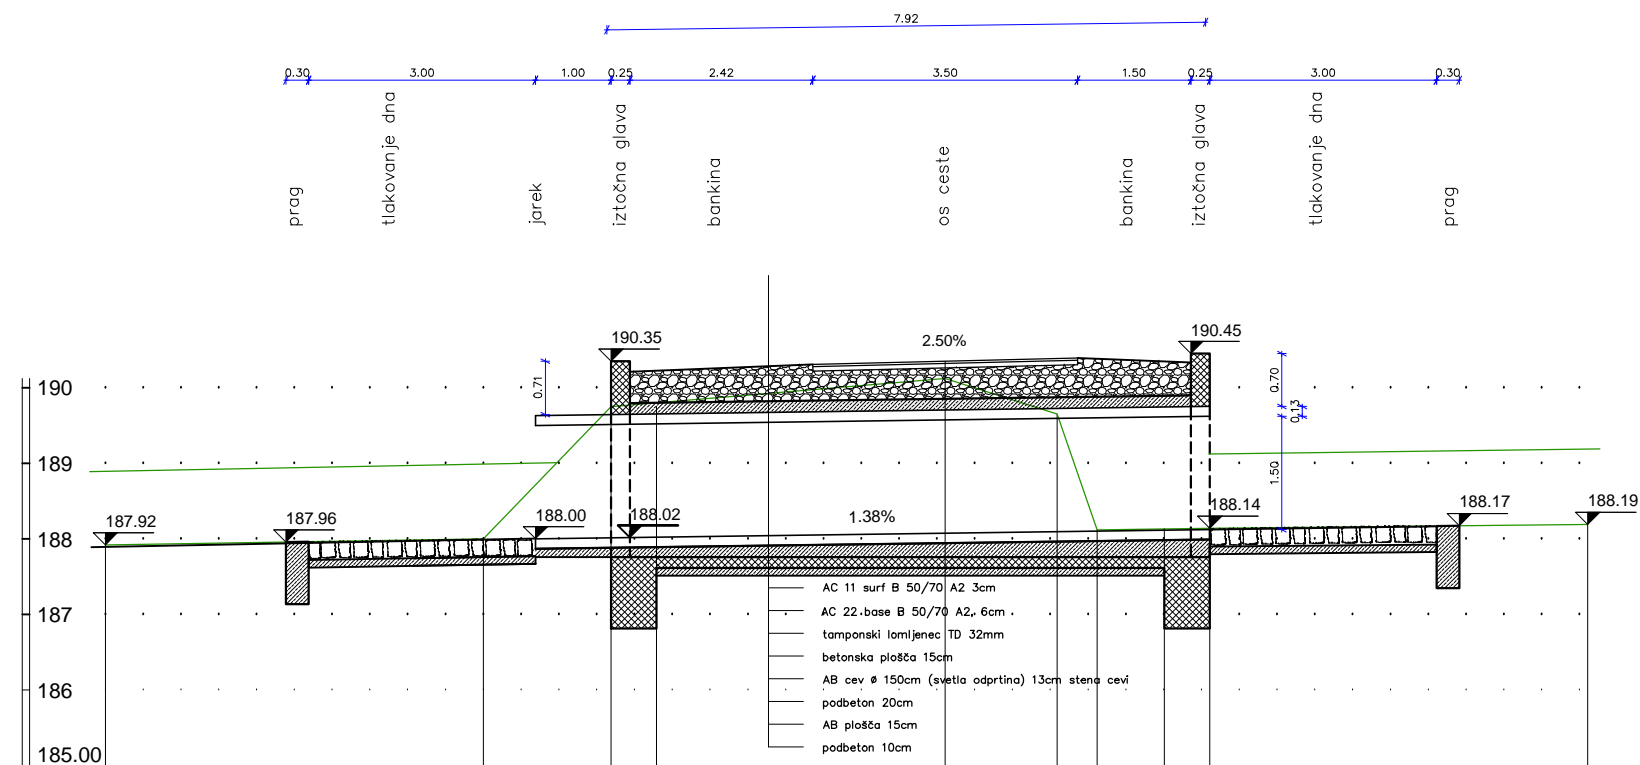 7.92
0.30 3.00 1.00 0.25 2.42 3.50 1.50 0.25 3.00 0.30
prag
tlakovanje dna
jarek
iztočna glava
bankina
os ceste
bankina
iztočna glava
tlakovanje dna
prag
190.35
2.50%
190.45
190
0.71
0.70
0.13
189
1.50
187.92
187.96
188.00
188.02
1.38%
188.14
188.17
188.19
188
AC 11 surf B 50/70 A2 3cm
187
AC 22 base B 50/70 A2, 6cm
tamponski lomljenec TD 32mm
betonska plošča 15cm
186
AB cev ø 150cm (svetla odprtina) 13cm stena cevi
podbeton 20cm
AB plošča 15cm
podbeton 10cm
185.00